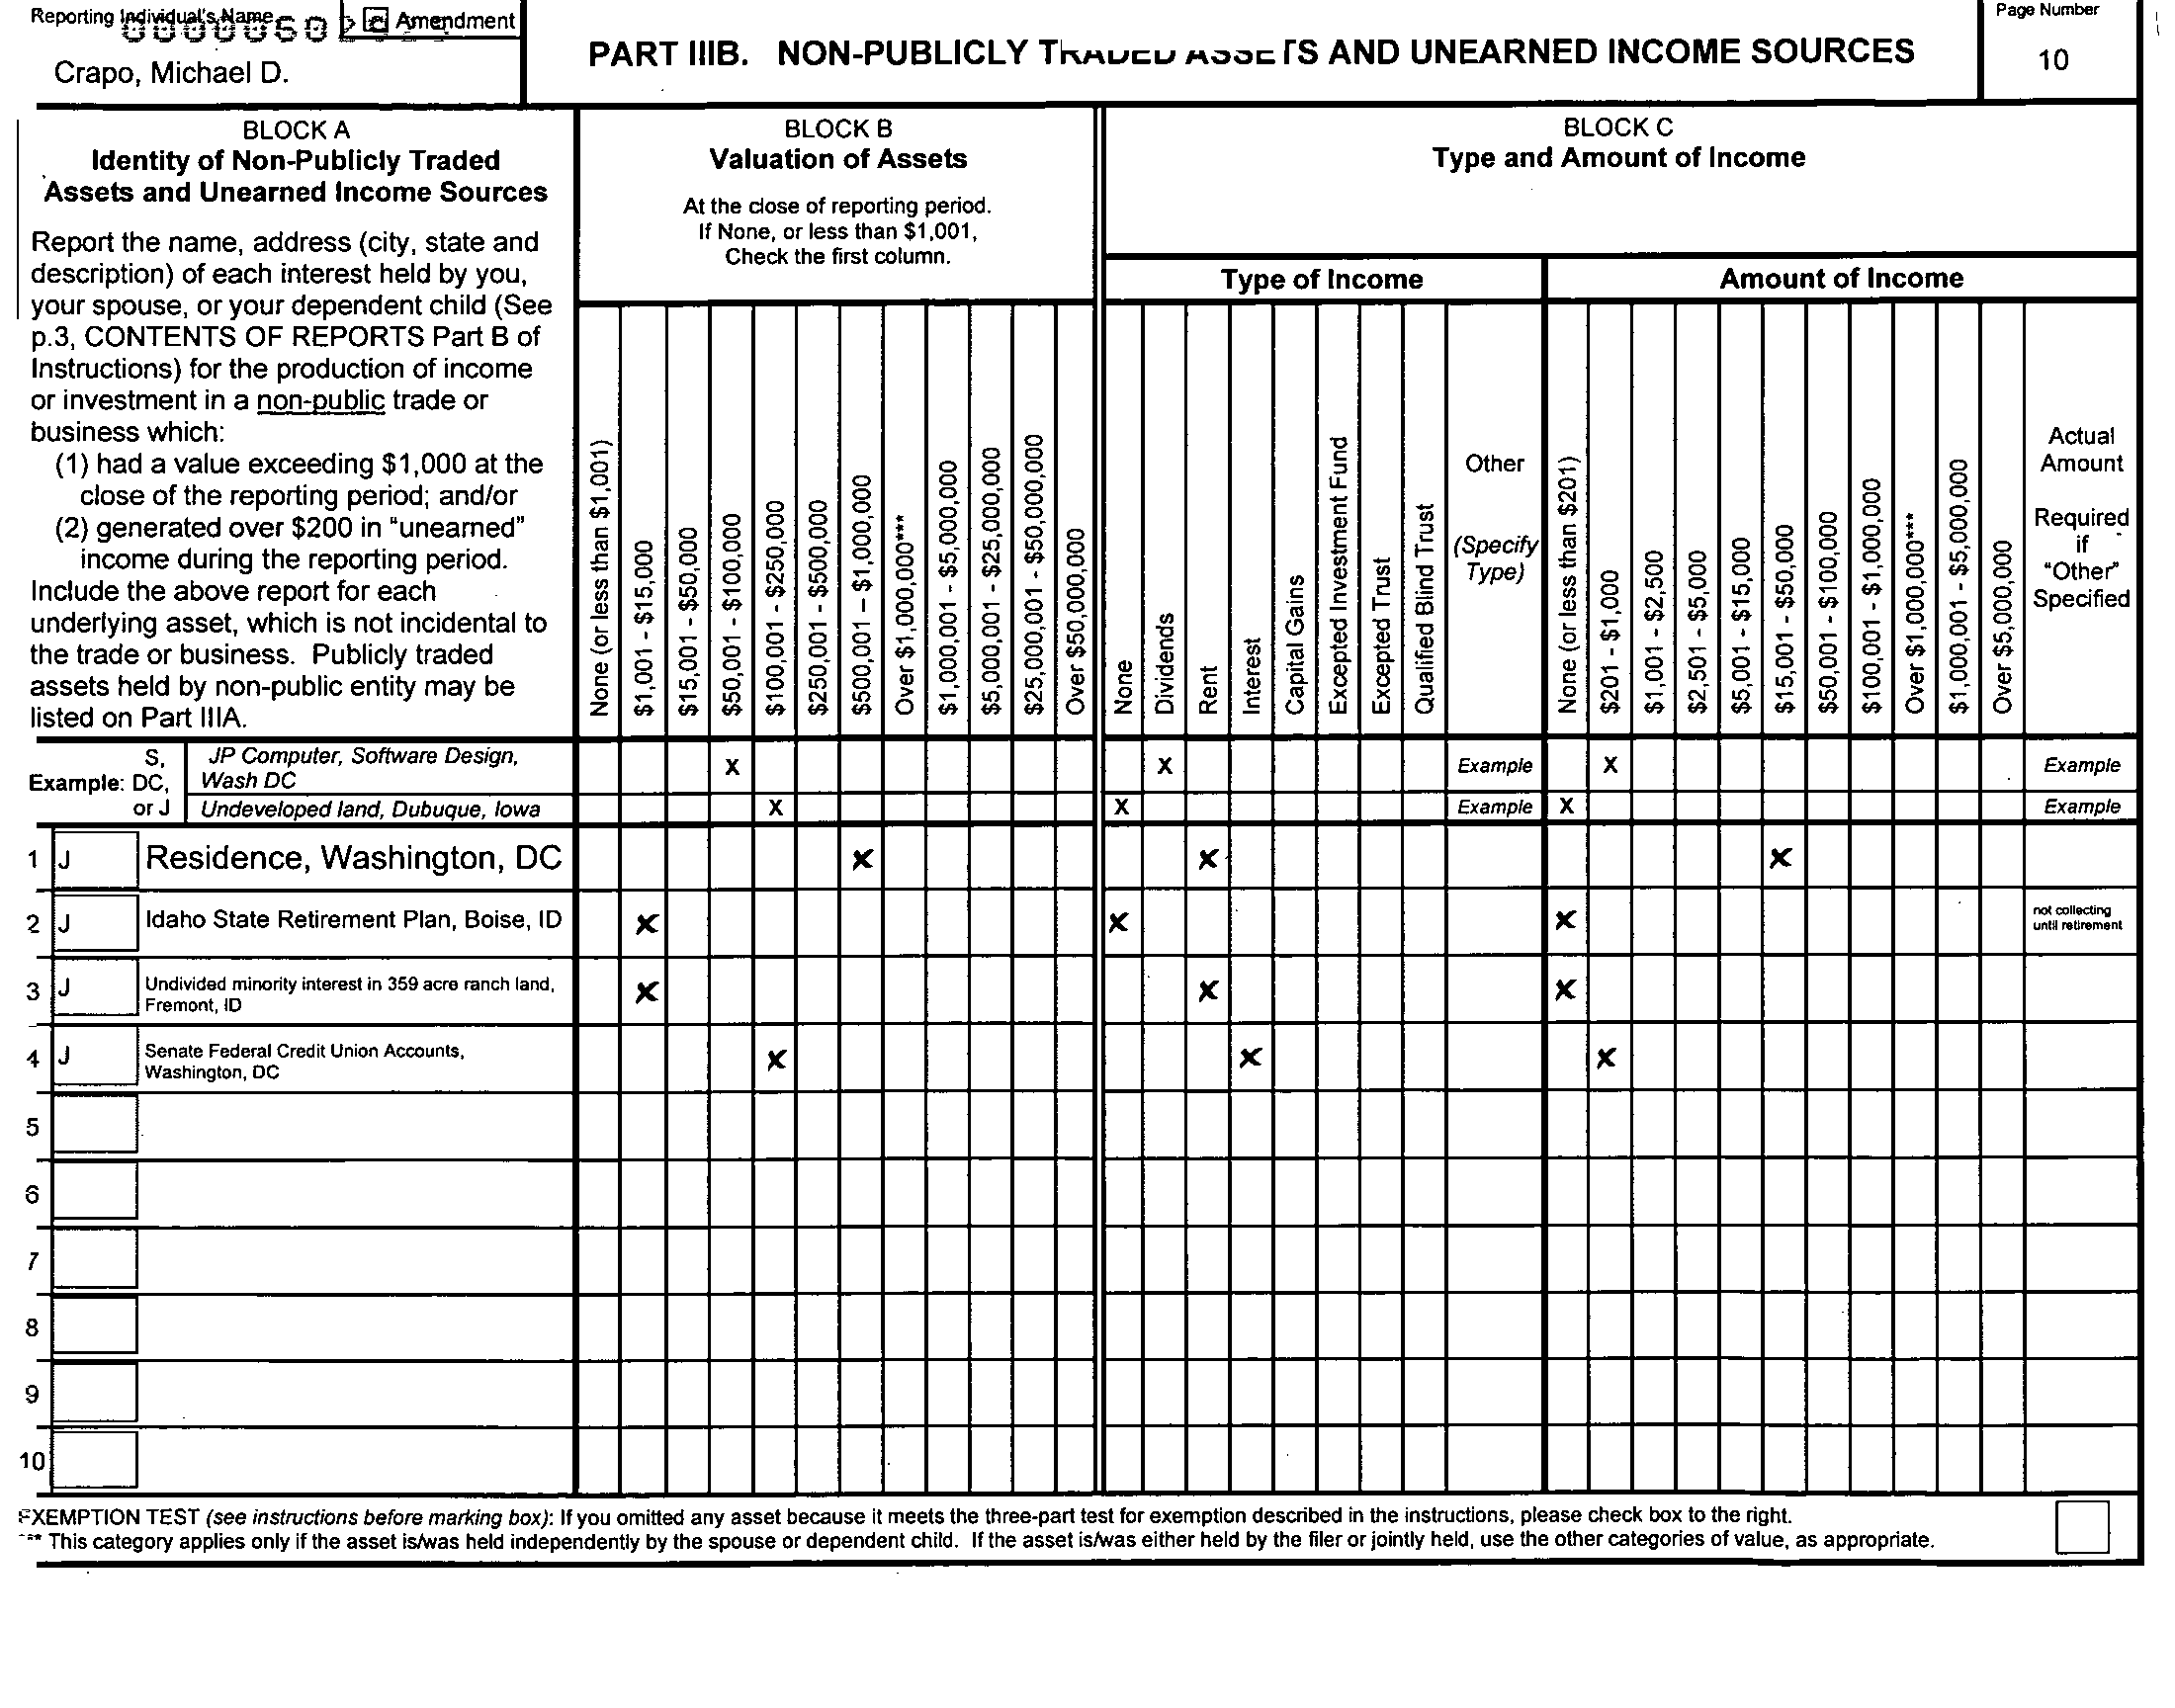 Reporting Individual's Name
Amendment
Crapo, Michael D.
PART IIIB. NON-PUBLICLY TRADED ASSETS AND UNEARNED INCOME SOURCES
Page Number
10
BLOCK A
Identity of Non-Publicly Traded
Assets and Unearned Income Sources
Report the name, address (city, state and
description) of each interest held by you,
your spouse, or your dependent child (See
p.3, CONTENTS OF REPORTS Part B of
Instructions) for the production of income
or investment in a non-public trade or
business which:
(1) had a value exceeding $1,000 at the
close of the reporting period; and/or
(2) generated over $200 in "unearned"
income during the reporting period.
Include the above report for each
underlying asset, which is not incidental to
the trade or business. Publicly traded
assets held by non-public entity may be
listed on Part IIIA.
BLOCK B
Valuation of Assets
At the close of reporting period.
If None, or less than $1,001,
Check the first column.
None (or less than $1,001)
$1,001 - $15,000
$15,001 - $50,000
$50,001 - $100,000
$100,001 - $250,000
$250,001 - $500,000
$500,001 – $1,000,000
Over $1,000,000***
$1,000,001 - $5,000,000
$5,000,001 - $25,000,000
$25,000,001 - $50,000,000
Over $50,000,000
BLOCK C
Type and Amount of Income
Type of Income
None
Dividends
Rent
Interest
Capital Gains
Excepted Investment Fund
Excepted Trust
Qualified Blind Trust
Other
(Specify
Type)
Amount of Income
None (or less than $201)
$201 - $1,000
$1,001 - $2,500
$2,501 - $5,000
$5,001 - $15,000
$15,001 - $50,000
$50,001 - $100,000
$100,001 - $1,000,000
Over $1,000,000***
$1,000,001 - $5,000,000
Over $5,000,000
Actual
Amount
Required
if
"Other"
Specified
S,
Example: DC,
or J
JP Computer, Software Design,
Wash DC
X X Example X Example
Undeveloped land, Dubuque, Iowa X X Example X Example
1 J Residence, Washington, DC X X X
2 J Idaho State Retirement Plan, Boise, ID X X X not collecting
until retirement
3 J Undivided minority interest in 359 acre ranch land,
Fremont, ID X X X
4 J Senate Federal Credit Union Accounts,
Washington, DC X X X
5
6
7
8
9
10
EXEMPTION TEST (see instructions before marking box): If you omitted any asset because it meets the three-part test for exemption described in the instructions, please check box to the right.
*** This category applies only if the asset is/was held independently by the spouse or dependent child. If the asset is/was either held by the filer or jointly held, use the other categories of value, as appropriate.